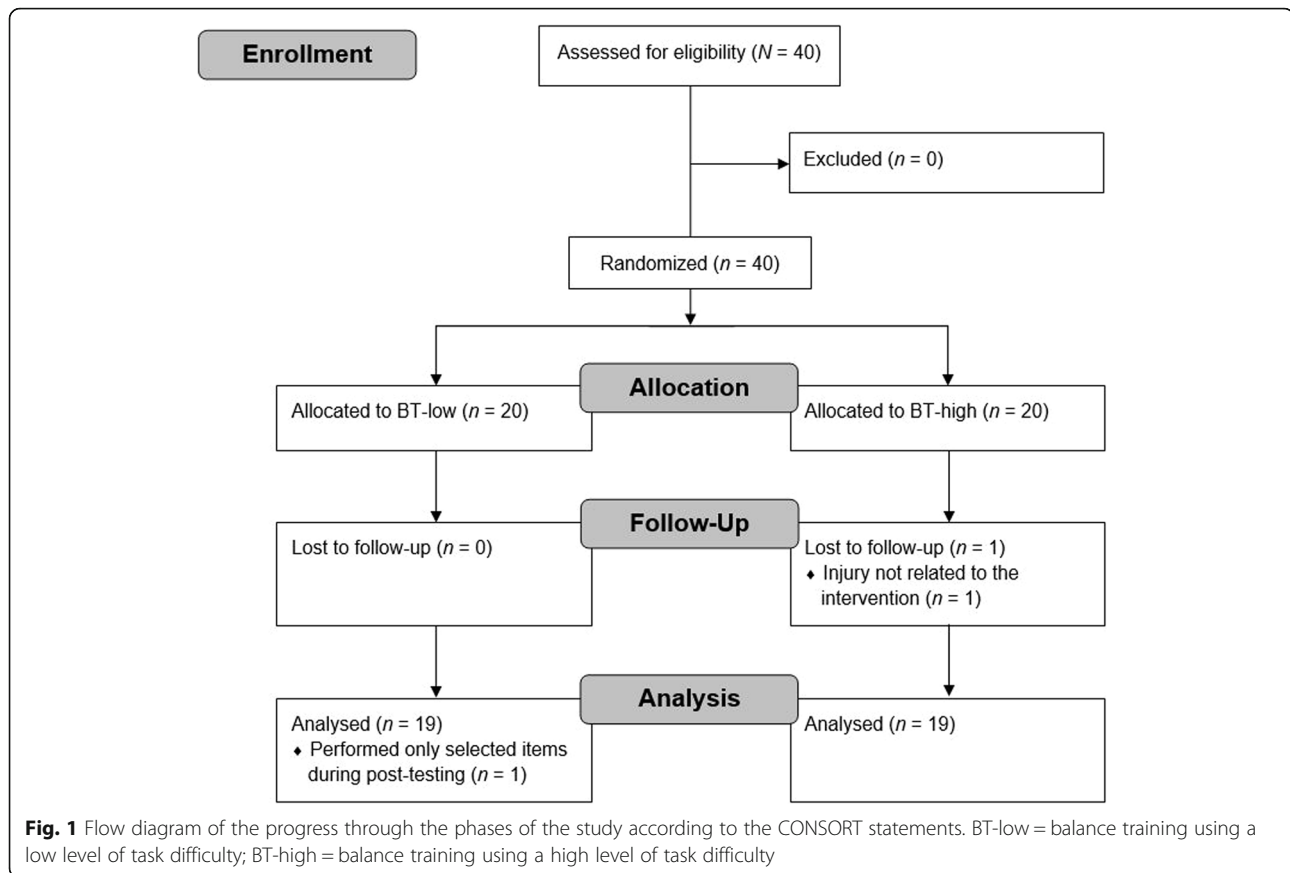 Enrollment
Assessed for eligibility (N = 40)
Excluded (n = 0)
Randomized (n = 40)
Allocation
Allocated to BT-low (n = 20)
Allocated to BT-high (n = 20)
Follow-Up
Lost to follow-up (n = 0)
Lost to follow-up (n = 1)
♦ Injury not related to the
intervention (n = 1)
Analysis
Analysed (n = 19)
♦ Performed only selected items
during post-testing (n = 1)
Analysed (n = 19)
Fig. 1 Flow diagram of the progress through the phases of the study according to the CONSORT statements. BT-low = balance training using a
low level of task difficulty; BT-high = balance training using a high level of task difficulty